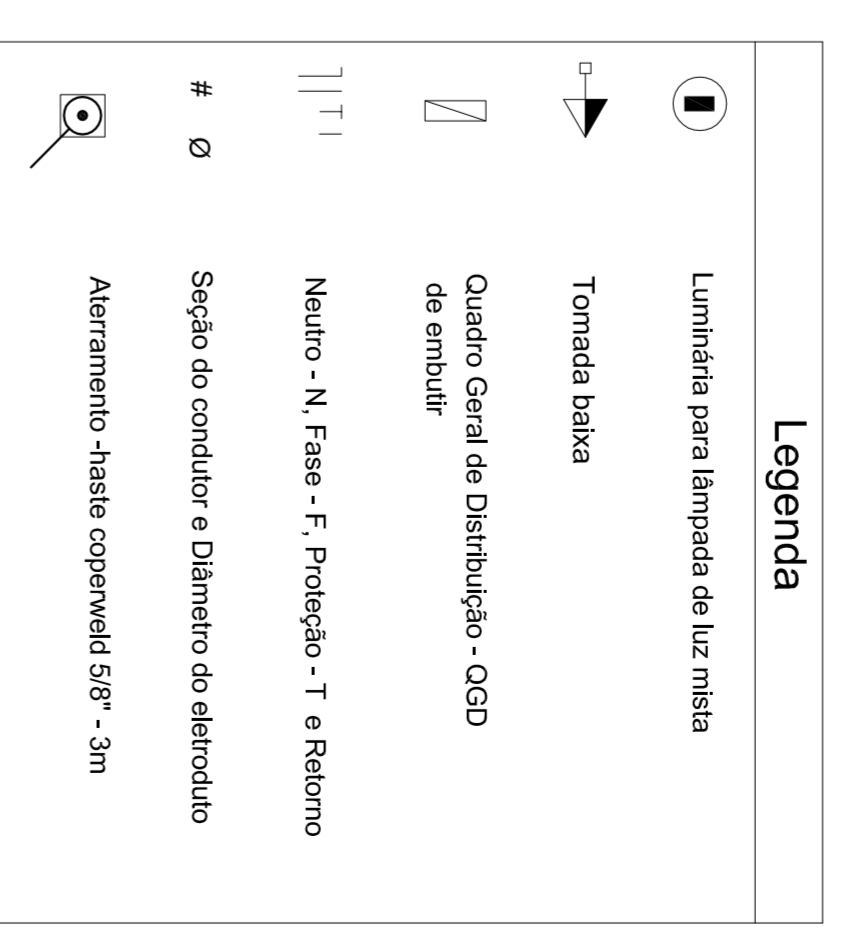 Legenda
Luminária para lâmpada de luz mista
Tomada baixa
Quadro Geral de Distribuição - QGD
de embutir
Neutro - N, Fase - F, Proteção - T e Retorno
# Ø Seção do condutor e Diâmetro do eletroduto
Aterramento -haste coperweld 5/8" - 3m